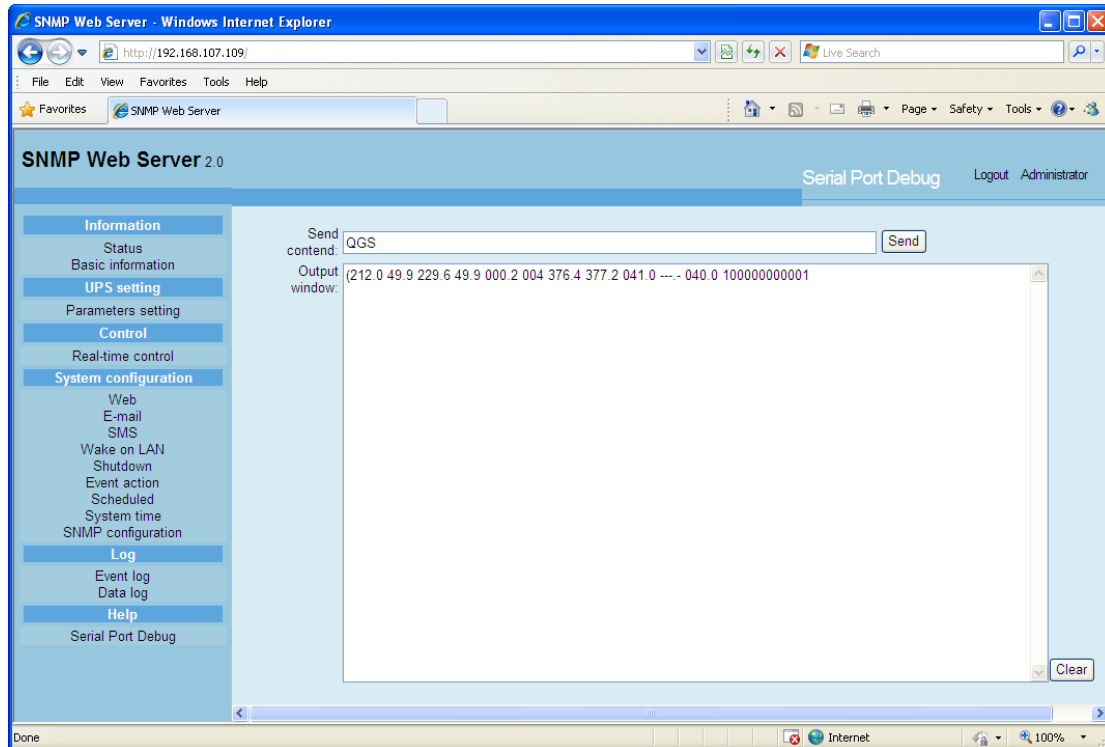 SNMP Web Server - Windows Internet Explorer
http://192.168.107.109/
Live Search
File Edit View Favorites Tools Help
Favorites SNMP Web Server Page Safety Tools
SNMP Web Server 2.0
Serial Port Debug Logout Administrator
Information
Status
Basic information
UPS setting
Parameters setting
Control
Real-time control
System configuration
Web
E-mail
SMS
Wake on LAN
Shutdown
Event action
Scheduled
System time
SNMP configuration
Log
Event log
Data log
Help
Serial Port Debug
Send
contend:
QGS
Send
Output
window:
(212.0 49.9 229.6 49.9 000.2 004 376.4 377.2 041.0 ---.- 040.0 100000000001
Clear
Done Internet 100%